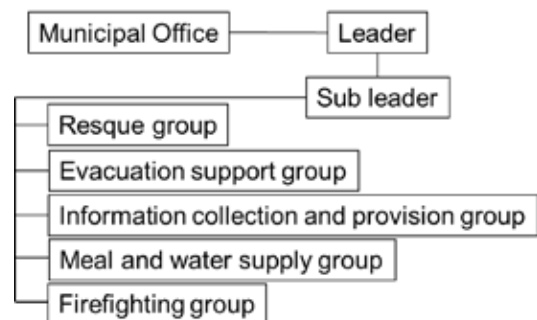 Municipal Office
Leader
Sub leader
Resque group
Evacuation support group
Information collection and provision group
Meal and water supply group
Firefighting group